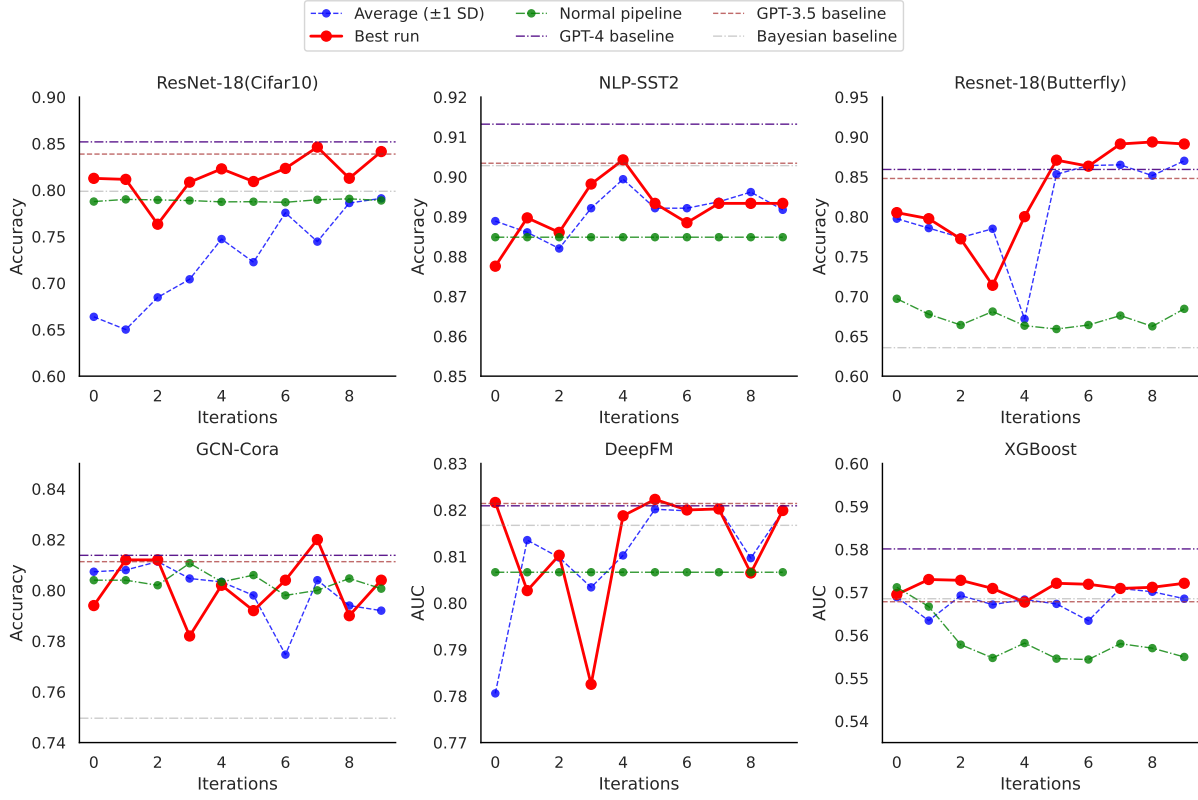 Average (±1 SD) Normal pipeline GPT-3.5 baseline
Best run GPT-4 baseline Bayesian baseline
ResNet-18(Cifar10)
0.90
0.85
0.80
0.75
0.70
0.65
0.60
Accuracy
0 2 4 6 8
Iterations
NLP-SST2
0.92
0.91
0.90
0.89
0.88
0.87
0.86
0.85
Accuracy
0 2 4 6 8
Iterations
Resnet-18(Butterfly)
0.95
0.90
0.85
0.80
0.75
0.70
0.65
0.60
Accuracy
0 2 4 6 8
Iterations
GCN-Cora
0.84
0.82
0.80
0.78
0.76
0.74
Accuracy
0 2 4 6 8
Iterations
DeepFM
0.83
0.82
0.81
0.80
0.79
0.78
0.77
AUC
0 2 4 6 8
Iterations
XGBoost
0.60
0.59
0.58
0.57
0.56
0.55
0.54
AUC
0 2 4 6 8
Iterations